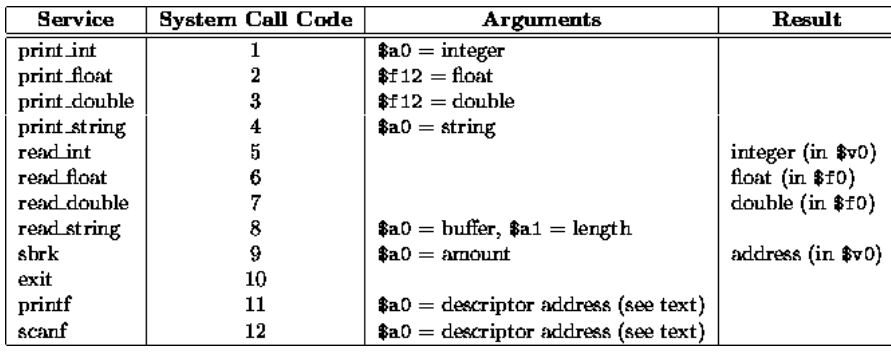 Service System Call Code Arguments Result
print_int 1 $a0 = integer
print_float 2 $f12 = float
print_double 3 $f12 = double
print_string 4 $a0 = string
read_int 5 integer (in $v0)
read_float 6 float (in $f0)
read_double 7 double (in $f0)
read_string 8 $a0 = buffer, $a1 = length
sbrk 9 $a0 = amount address (in $v0)
exit 10
printf 11 $a0 = descriptor address (see text)
scanf 12 $a0 = descriptor address (see text)